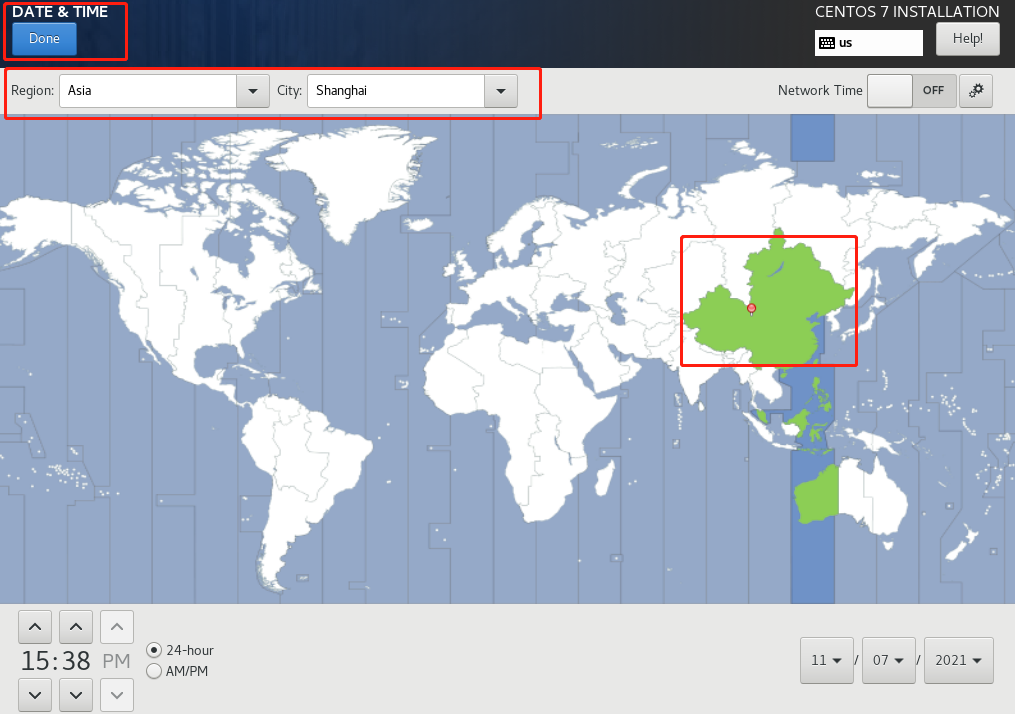 DATE & TIME
CENTOS 7 INSTALLATION
Done
us
Help!
Region: Asia City: Shanghai Network Time OFF
15:38 PM
24-hour
AM/PM
11 / 07 / 2021